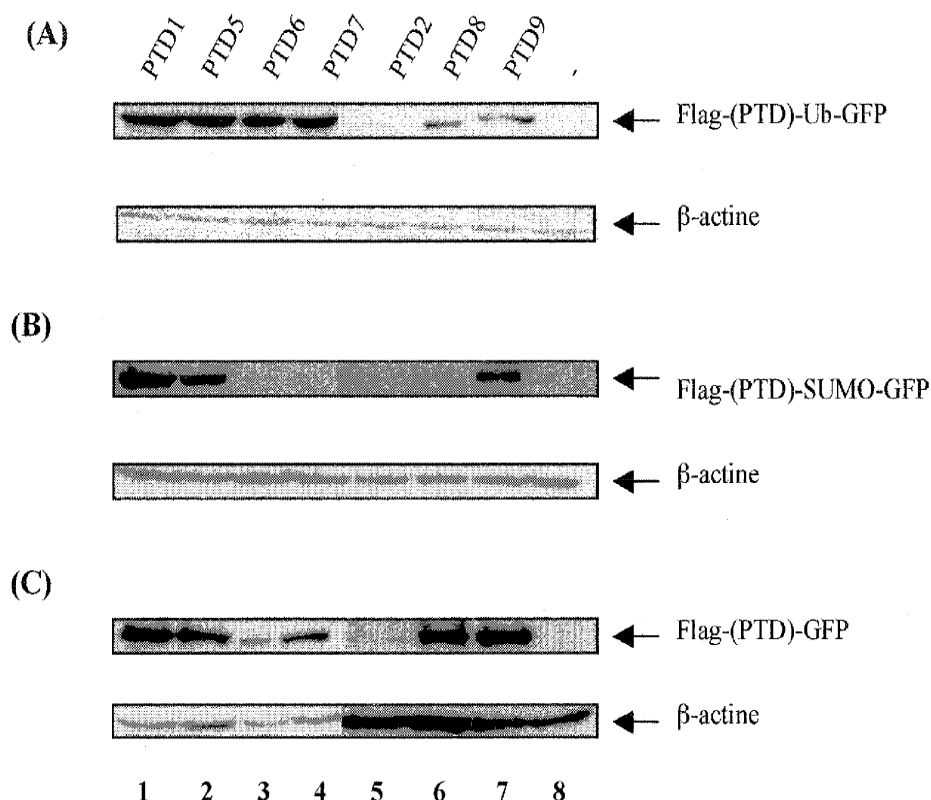 (A)
PTD1 PTD5 PTD6 PTD7 PTD2 PTD8 PTD9 ,
Flag-(PTD)-Ub-GFP
β-actine
(B)
Flag-(PTD)-SUMO-GFP
β-actine
(C)
Flag-(PTD)-GFP
β-actine
1 2 3 4 5 6 7 8